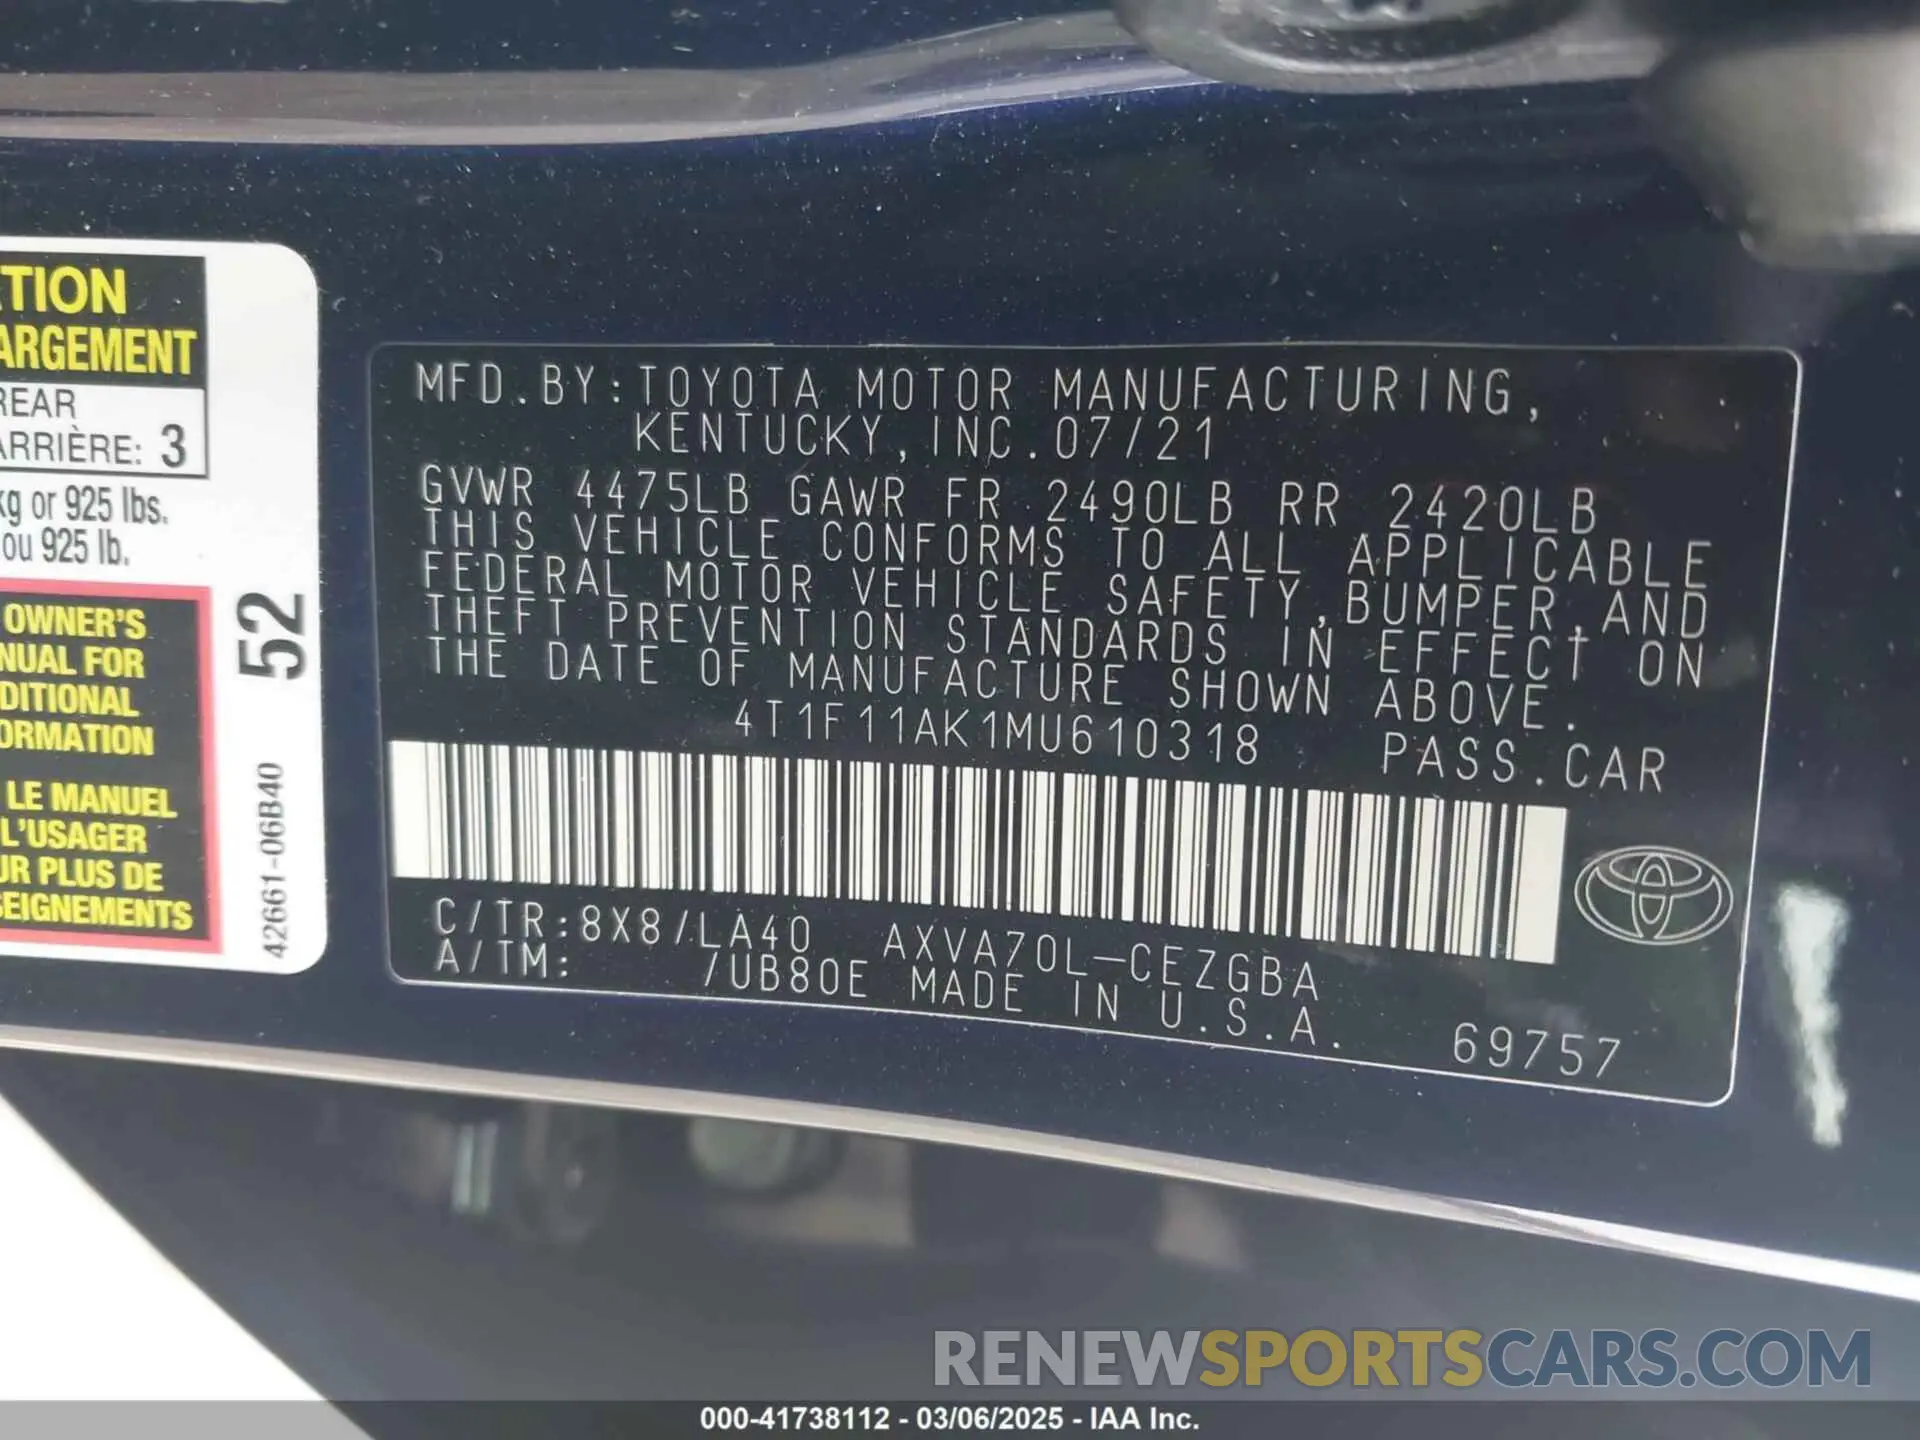 TION
ARGEMENT
REAR
ARRIÈRE: 3
kg or 925 lbs.
ou 925 lb.
OWNER'S
NUAL FOR
DITIONAL
ORMATION
LE MANUEL
L'USAGER
UR PLUS DE
SEIGNEMENTS
52
42661-06B40
MFD.BY:TOYOTA MOTOR MANUFACTURING,
KENTUCKY,INC.07/21
GVWR 4475LB GAWR FR 2490LB RR 2420LB
THIS VEHICLE CONFORMS TO ALL APPLICABLE
FEDERAL MOTOR VEHICLE SAFETY,BUMPER,AND
THEFT PREVENTION STANDARDS IN EFFECT ON
THE DATE OF MANUFACTURE SHOWN ABOVE.
4T1F11AK1MU610318 PASS.CAR
C/TR:8X8/LA40 AXVA70L-CEZGBA
A/TM: /UB80E MADE IN U.S.A.
69757
RENEWSPORTSCARS.COM
000-41738112 - 03/06/2025 - IAA Inc.